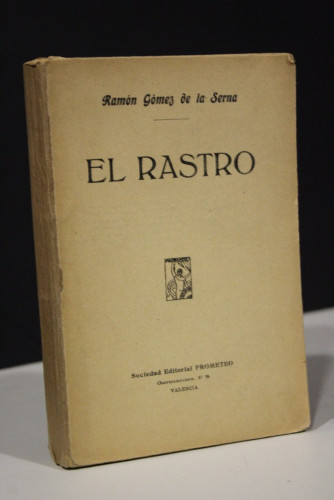 Ramón Gómez de la Serna
EL RASTRO
Sociedad Editorial PROMETEO
VALENCIA